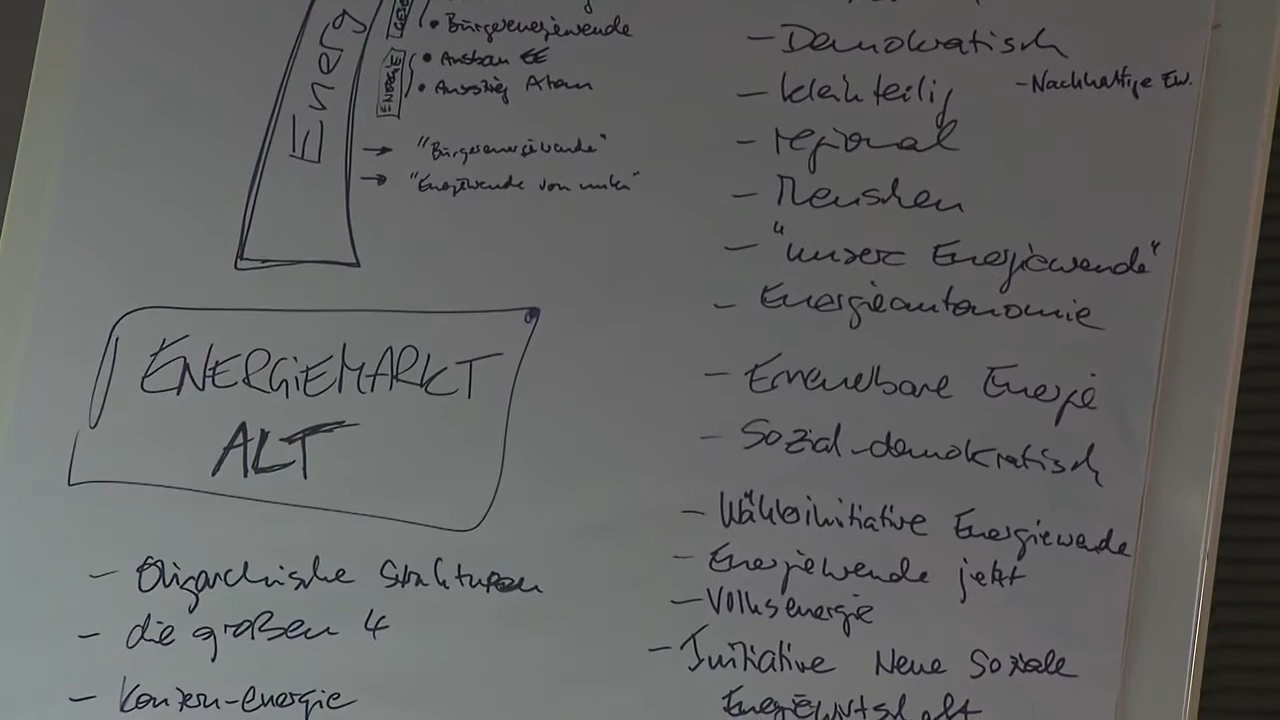 Energ
• Bürgerenergiewende
ENERGIE
• Ausbau EE
• Ausstieg Atom
→ "Bürgerenergiewende"
→ "Energiewende von unten"
ENERGIEMARKT
ALT
- Oligarchische Strukturen
- die großen 4
- Konzern-energie
- Demokratisch
- kleinteilig
- Nachhaltige Ew.
- regional
- Menschen
- "unsere Energiewende"
- Energieautonomie
- Erneuerbare Energie
- Sozial-demokratisch
- Wählerinitiative Energiewende
- Energiewende jetzt
- Volksenergie
- Initiative Neue Soziale
Energiewirtschaft